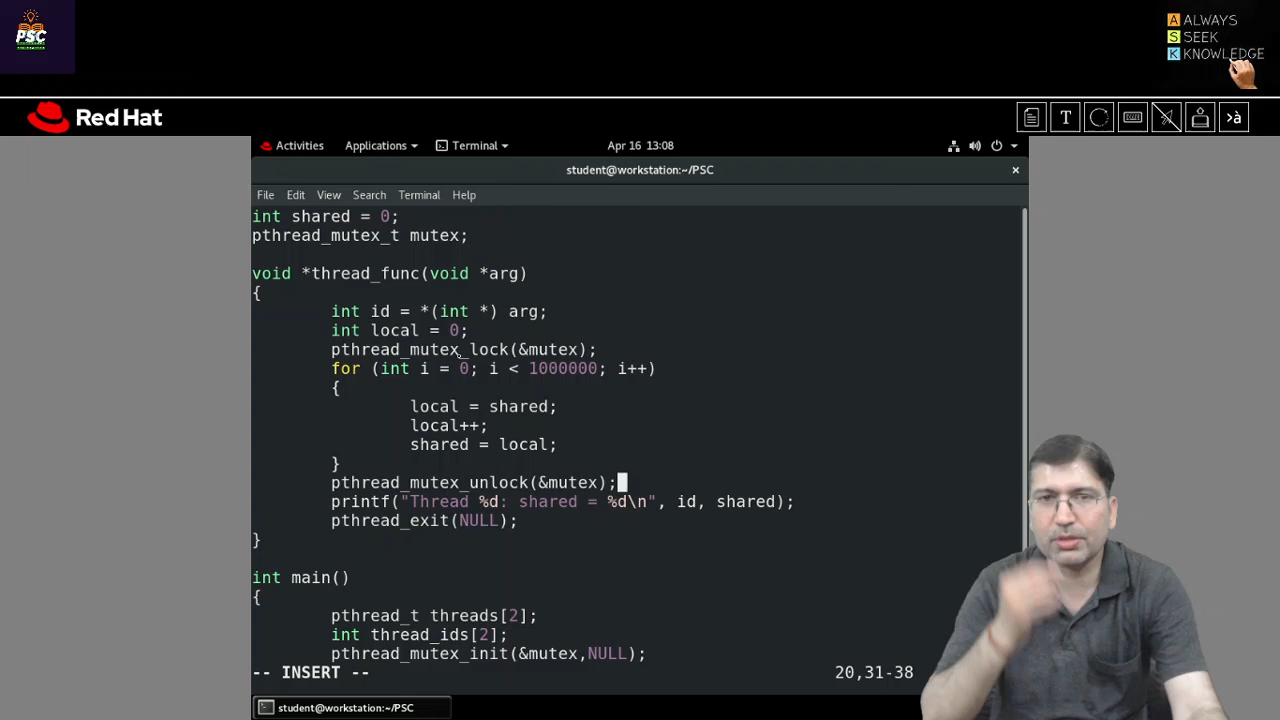 PSC
A ALWAYS
S SEEK
K KNOWLEDGE
Red Hat
T
>à
Activities Applications Terminal Apr 16 13:08
student@workstation:~/PSC ×
File Edit View Search Terminal Help
int shared = 0;
pthread_mutex_t mutex;
void *thread_func(void *arg)
{
int id = *(int *) arg;
int local = 0;
pthread_mutex_lock(&mutex);
for (int i = 0; i < 1000000; i++)
{
local = shared;
local++;
shared = local;
}
pthread_mutex_unlock(&mutex);
printf("Thread %d: shared = %d\n", id, shared);
pthread_exit(NULL);
}
int main()
{
pthread_t threads[2];
int thread_ids[2];
pthread_mutex_init(&mutex,NULL);
-- INSERT -- 20,31-38
student@workstation:~/PSC